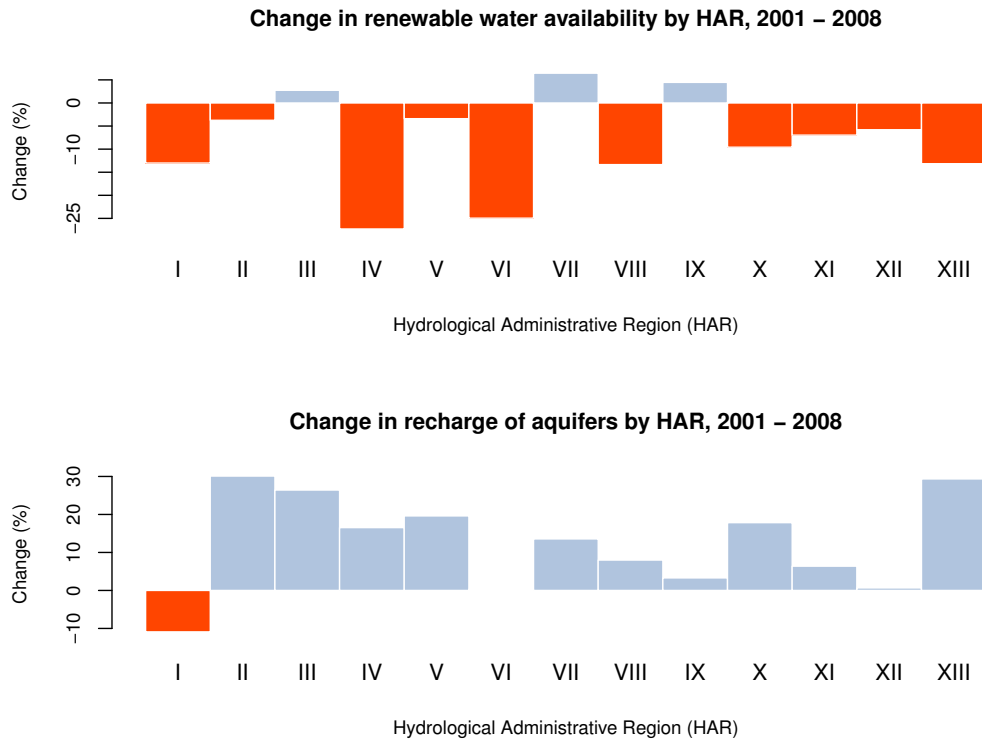 Change in renewable water availability by HAR, 2001 − 2008
Change (%)
0
−10
−25
I II III IV V VI VII VIII IX X XI XII XIII
Hydrological Administrative Region (HAR)
Change in recharge of aquifers by HAR, 2001 − 2008
Change (%)
30
20
10
0
−10
I II III IV V VI VII VIII IX X XI XII XIII
Hydrological Administrative Region (HAR)